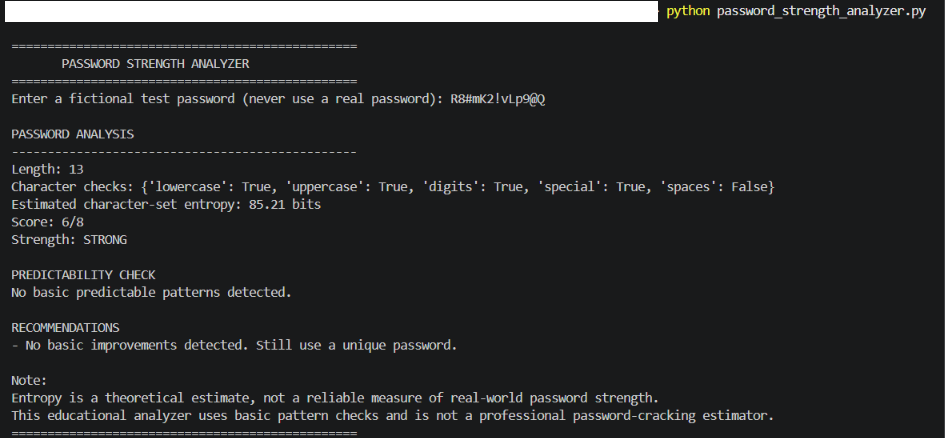 python password_strength_analyzer.py
================================================
PASSWORD STRENGTH ANALYZER
================================================
Enter a fictional test password (never use a real password): R8#mK2!vLp9@Q
PASSWORD ANALYSIS
------------------------------------------------
Length: 13
Character checks: {'lowercase': True, 'uppercase': True, 'digits': True, 'special': True, 'spaces': False}
Estimated character-set entropy: 85.21 bits
Score: 6/8
Strength: STRONG
PREDICTABILITY CHECK
No basic predictable patterns detected.
RECOMMENDATIONS
- No basic improvements detected. Still use a unique password.
Note:
Entropy is a theoretical estimate, not a reliable measure of real-world password strength.
This educational analyzer uses basic pattern checks and is not a professional password-cracking estimator.
================================================